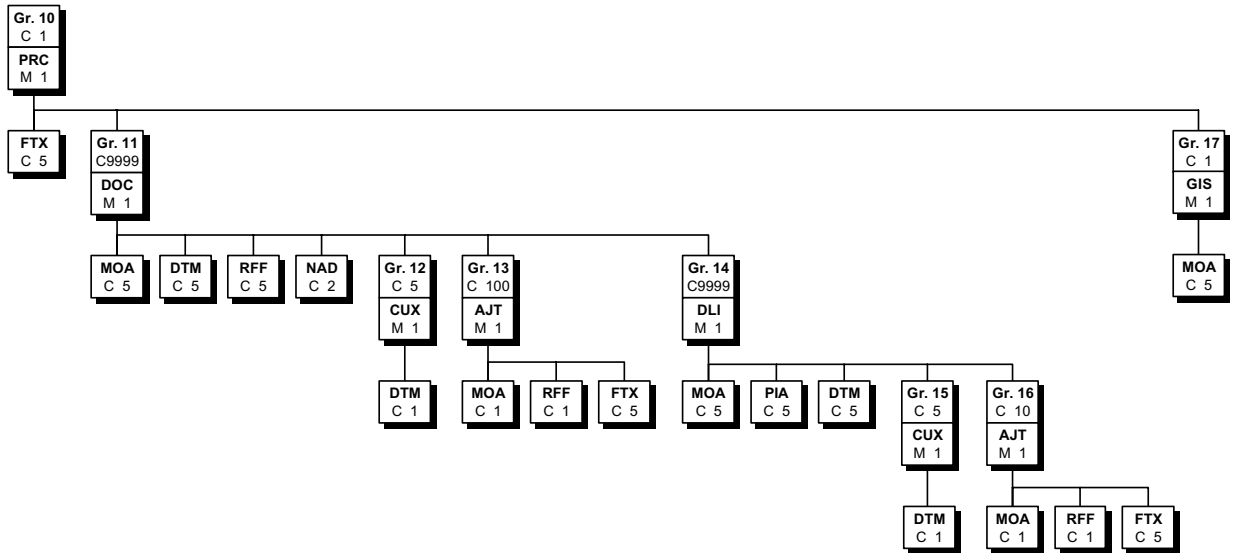 Gr. 10
C 1
PRC
M 1
FTX
C 5
Gr. 11
C9999
DOC
M 1
Gr. 17
C 1
GIS
M 1
MOA
C 5
DTM
C 5
RFF
C 5
NAD
C 2
Gr. 12
C 5
CUX
M 1
Gr. 13
C 100
AJT
M 1
Gr. 14
C9999
DLI
M 1
MOA
C 5
DTM
C 1
MOA
C 1
RFF
C 1
FTX
C 5
MOA
C 5
PIA
C 5
DTM
C 5
Gr. 15
C 5
CUX
M 1
Gr. 16
C 10
AJT
M 1
DTM
C 1
MOA
C 1
RFF
C 1
FTX
C 5